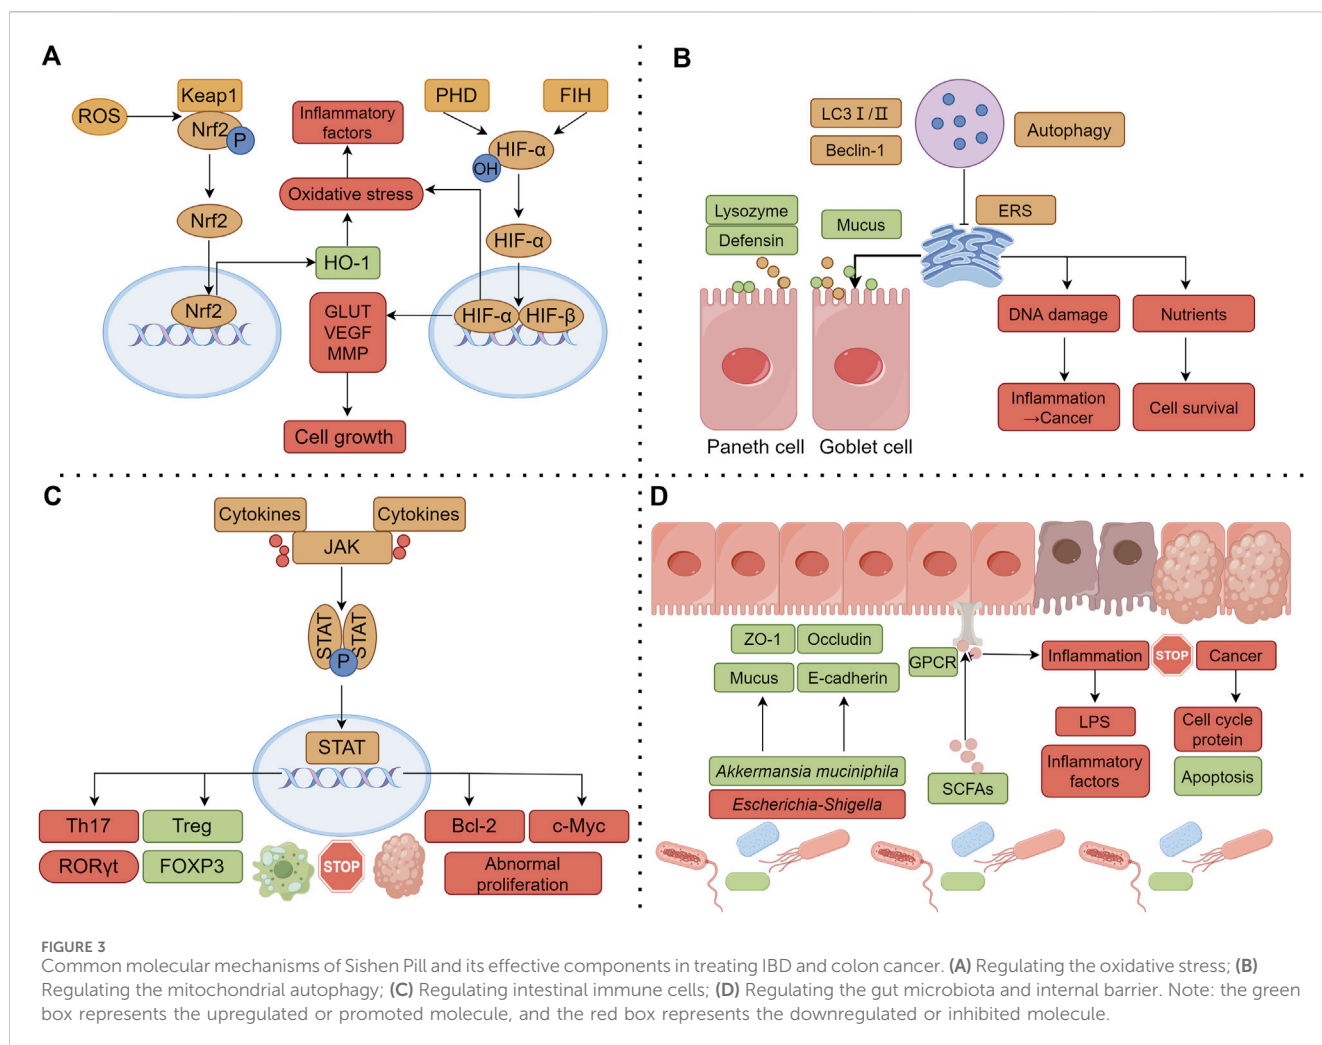 A
ROS
Keap1
Nrf2
P
Nrf2
Nrf2
Inflammatory
factors
Oxidative stress
HO-1
GLUT
VEGF
MMP
Cell growth
PHD
FIH
HIF-α
OH
HIF-α
HIF-α
HIF-β
B
LC3 Ⅰ/Ⅱ
Beclin-1
Autophagy
ERS
Lysozyme
Defensin
Mucus
DNA damage
Nutrients
Inflammation
→Cancer
Cell survival
Paneth cell
Goblet cell
C
Cytokines
Cytokines
JAK
STAT
STAT
P
STAT
Th17
Treg
RORγt
FOXP3
STOP
Bcl-2
c-Myc
Abnormal
proliferation
D
ZO-1
Occludin
Mucus
E-cadherin
Akkermansia muciniphila
Escherichia-Shigella
GPCR
SCFAs
Inflammation
STOP
Cancer
LPS
Inflammatory
factors
Cell cycle
protein
Apoptosis
FIGURE 3
Common molecular mechanisms of Sishen Pill and its effective components in treating IBD and colon cancer. (A) Regulating the oxidative stress; (B)
Regulating the mitochondrial autophagy; (C) Regulating intestinal immune cells; (D) Regulating the gut microbiota and internal barrier. Note: the green
box represents the upregulated or promoted molecule, and the red box represents the downregulated or inhibited molecule.